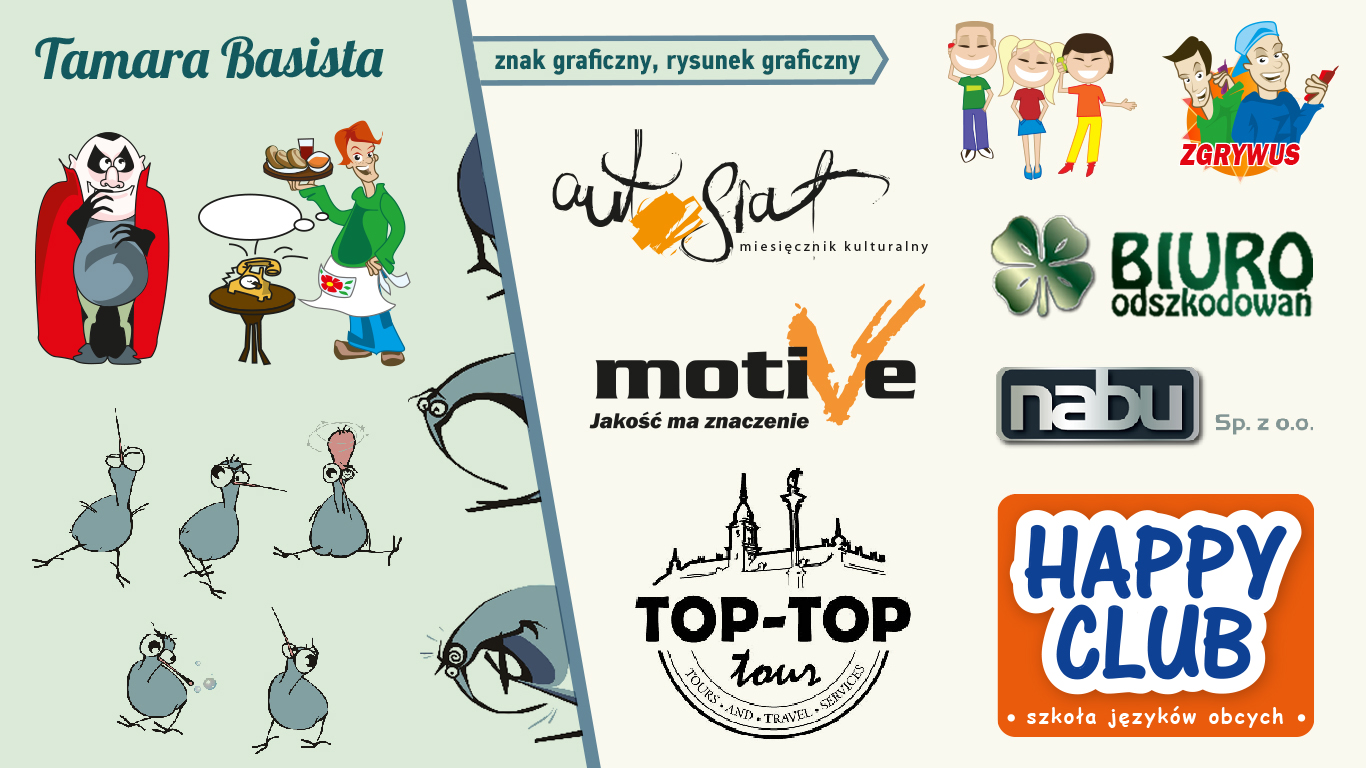 Tamara Basista
znak graficzny, rysunek graficzny
ZGRYWUS
miesięcznik kulturalny
BIURO
odszkodowań
motiVe
Jakość ma znaczenie
nabu
Sp. z o.o.
TOP-TOP
tour
TOURS • AND • TRAVEL • SERVICES
HAPPY
CLUB
• szkoła języków obcych •